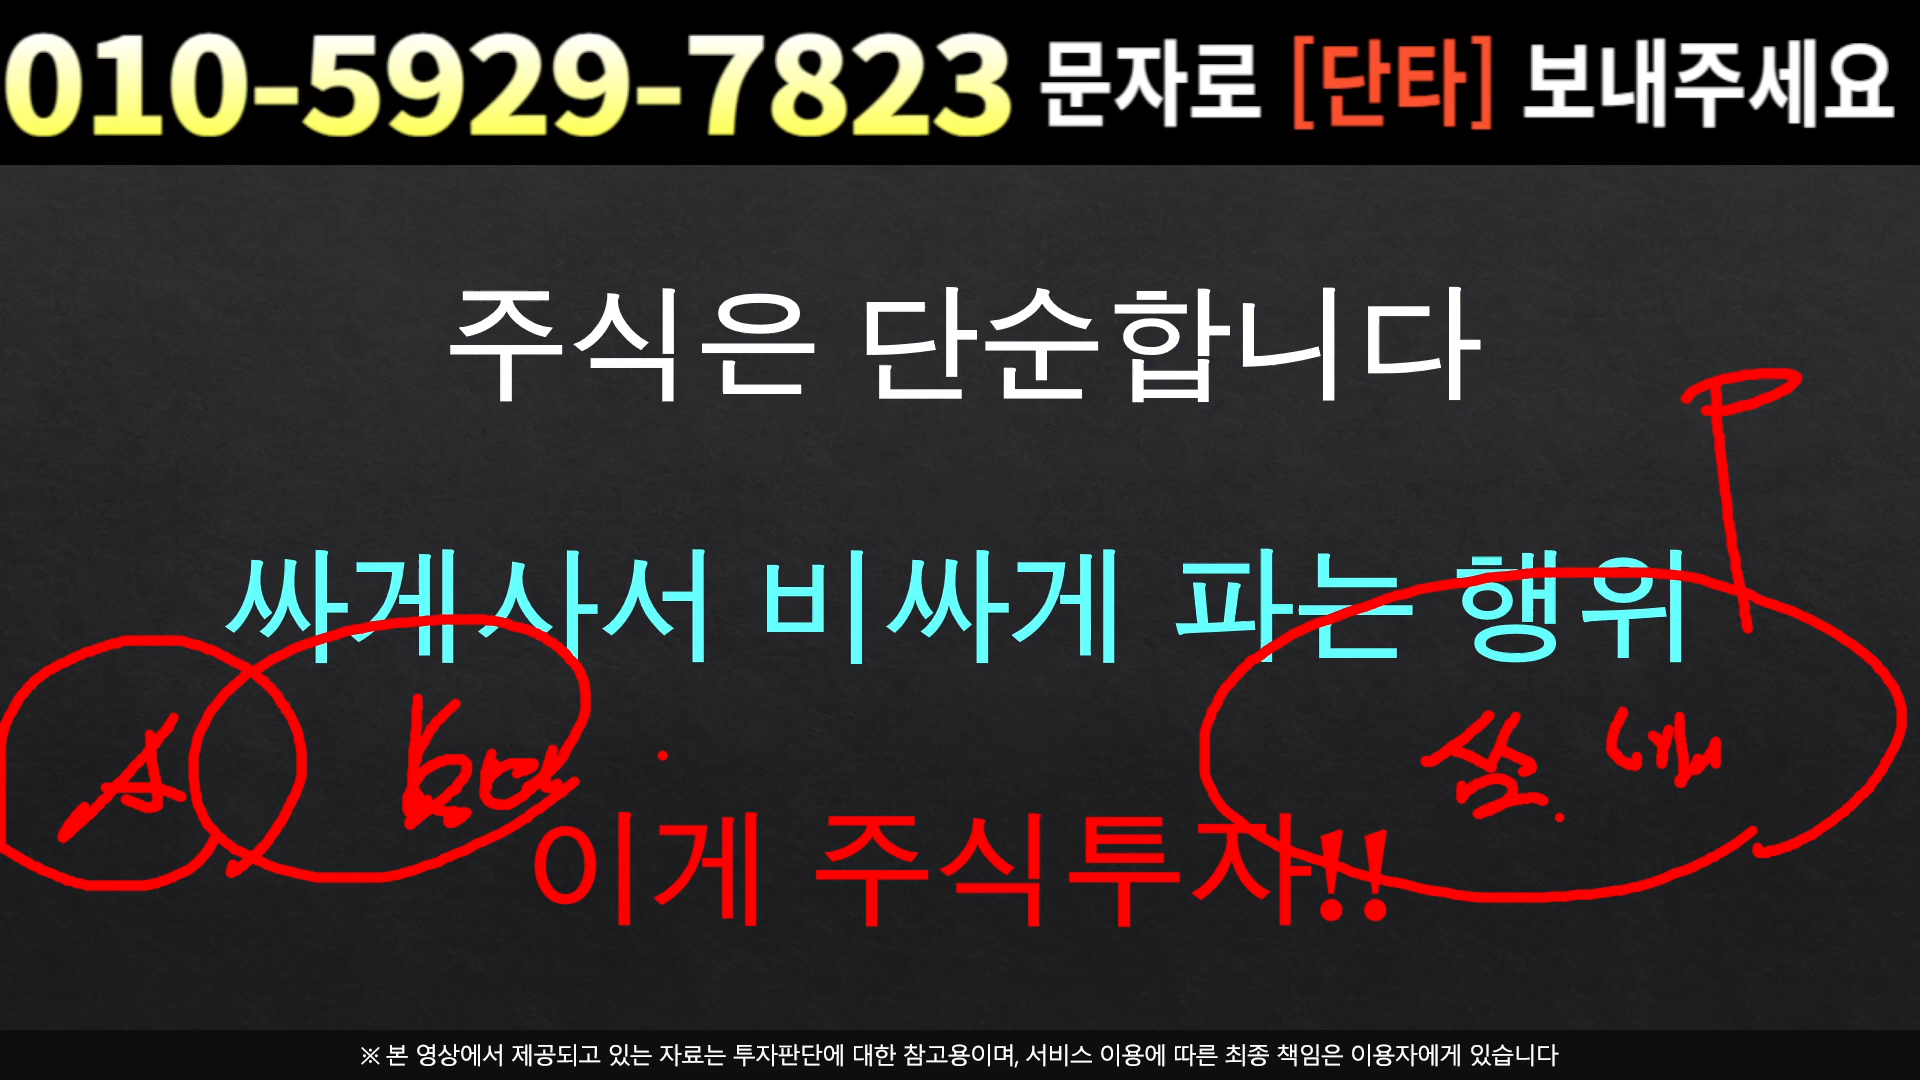 010-5929-7823 문자로 [단타] 보내주세요
주식은 단순합니다
싸게사서 비싸게 파는 행위
이게 주식투자!!
※ 본 영상에서 제공되고 있는 자료는 투자판단에 대한 참고용이며, 서비스 이용에 따른 최종 책임은 이용자에게 있습니다